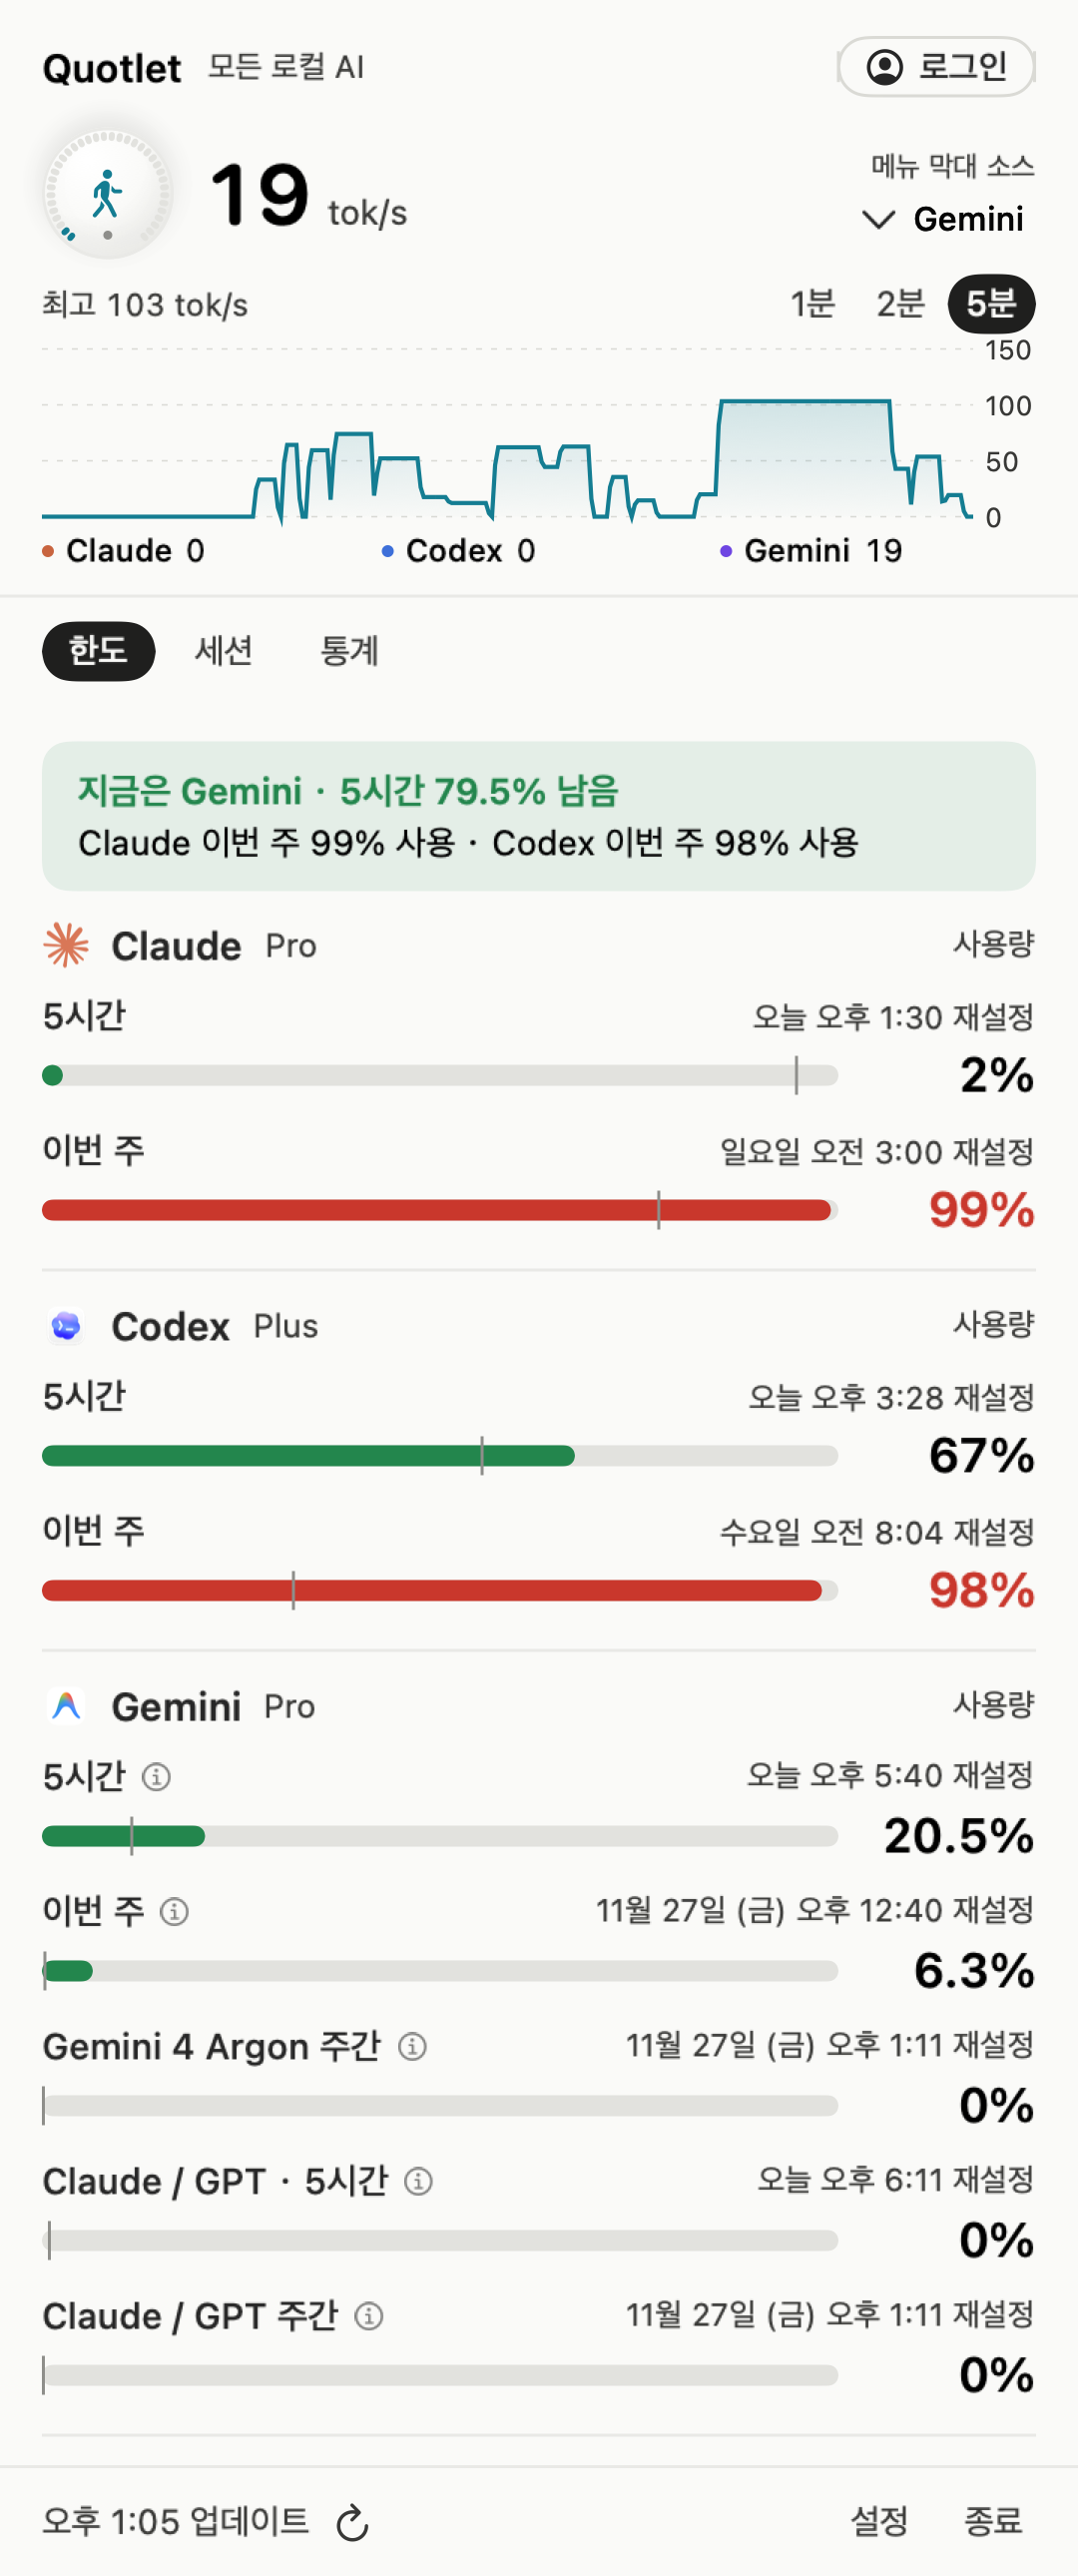 Quotlet 모든 로컬 AI 로그인
19 tok/s
메뉴 막대 소스
Gemini
최고 103 tok/s 1분 2분 5분
150
100
50
0
Claude 0 Codex 0 Gemini 19
한도 세션 통계
지금은 Gemini · 5시간 79.5% 남음
Claude 이번 주 99% 사용 · Codex 이번 주 98% 사용
Claude Pro 사용량
5시간 오늘 오후 1:30 재설정
2%
이번 주 일요일 오전 3:00 재설정
99%
Codex Plus 사용량
5시간 오늘 오후 3:28 재설정
67%
이번 주 수요일 오전 8:04 재설정
98%
Gemini Pro 사용량
5시간 오늘 오후 5:40 재설정
20.5%
이번 주 11월 27일 (금) 오후 12:40 재설정
6.3%
Gemini 4 Argon 주간 11월 27일 (금) 오후 1:11 재설정
0%
Claude / GPT · 5시간 오늘 오후 6:11 재설정
0%
Claude / GPT 주간 11월 27일 (금) 오후 1:11 재설정
0%
오후 1:05 업데이트 설정 종료